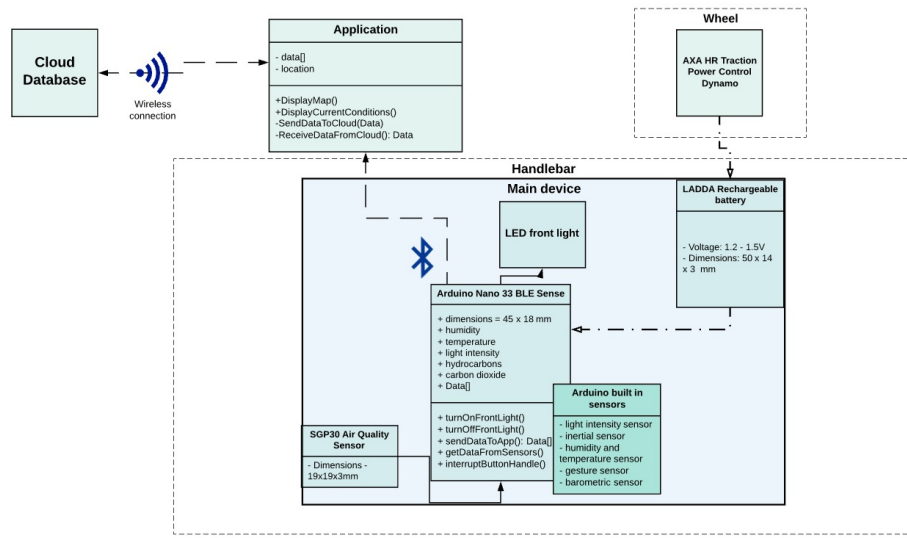 Cloud
Database
Wireless
connection
Application
- data[]
- location
+DisplayMap()
+DisplayCurrentConditions()
-SendDataToCloud(Data)
-ReceiveDataFromCloud(): Data
Wheel
AXA HR Traction
Power Control
Dynamo
Handlebar
Main device
LED front light
LADDA Rechargeable
battery
- Voltage: 1.2 - 1.5V
- Dimensions: 50 x 14
x 3 mm
Arduino Nano 33 BLE Sense
+ dimensions = 45 x 18 mm
+ humidity
+ temperature
+ light intensity
+ hydrocarbons
+ carbon dioxide
+ Data[]
+ turnOnFrontLight()
+ turnOffFrontLight()
+ sendDataToApp(): Data[]
+ getDataFromSensors()
+ interruptButtonHandle()
Arduino built in
sensors
- light intensity sensor
- inertial sensor
- humidity and
temperature sensor
- gesture sensor
- barometric sensor
SGP30 Air Quality
Sensor
- Dimensions -
19x19x3mm